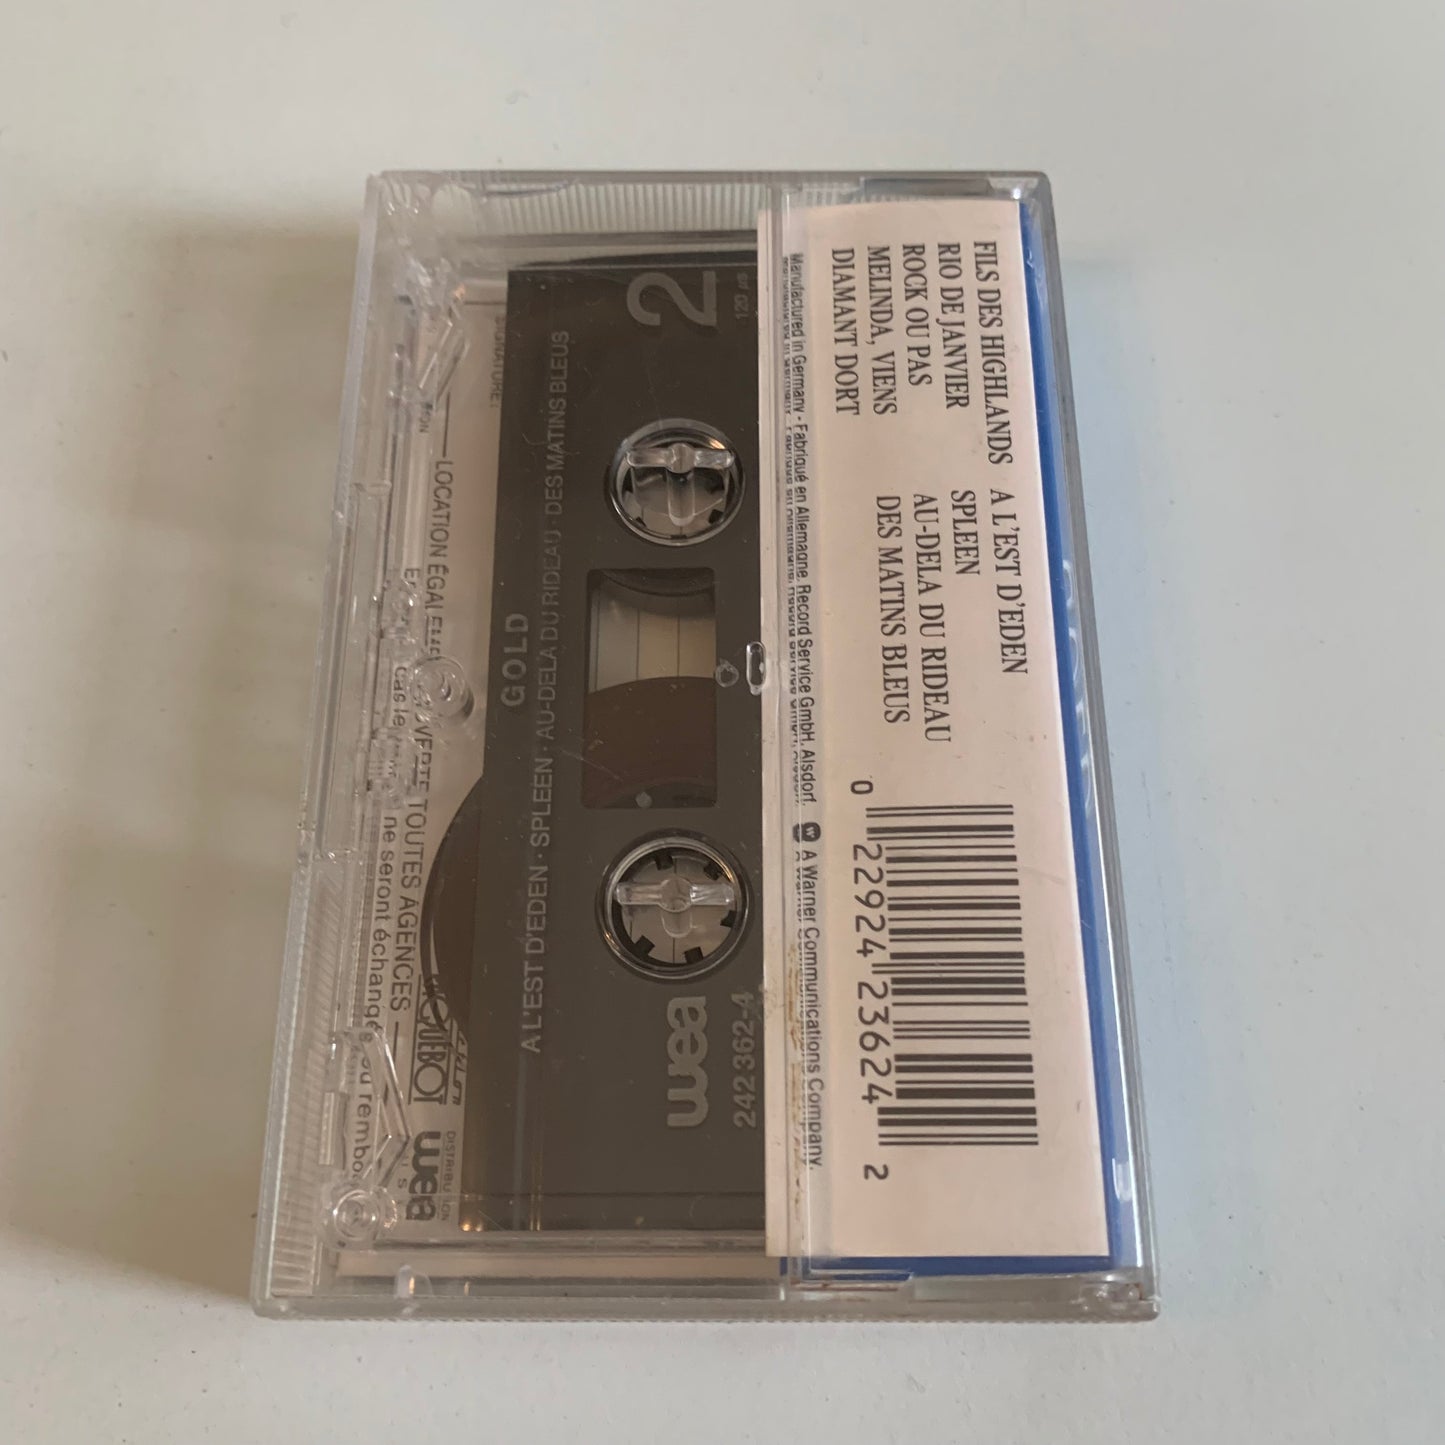 FILS DES HIGHLANDS
RIO DE JANVIER
ROCK OU PAS
MELINDA, VIENS
DIAMANT DORT
A L'EST D'EDEN
SPLEEN
AU-DELA DU RIDEAU
DES MATINS BLEUS
0 22924 23624 2
Manufactured in Germany - Fabriqué en Allemagne, Record Service GmbH, Alsdorf.
A Warner Communications Company.
2
120 µs
wea
242 362-4
GOLD
A L'EST D'EDEN · SPLEEN · AU-DELA DU RIDEAU · DES MATINS BLEUS
LOCATION TOUTES AGENCES
ne seront échangés ou
DISTRIBUTION
wea